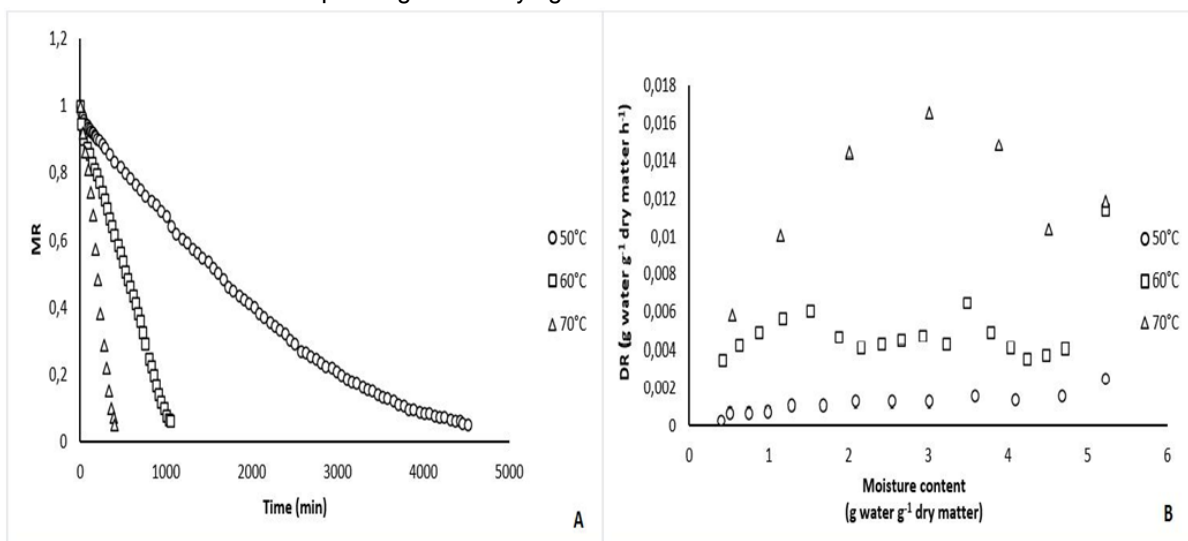 1,2
1
0,8
0,6
0,4
0,2
0
MR
0 1000 2000 3000 4000 5000
Time (min)
50°C
60°C
70°C
A
0,018
0,016
0,014
0,012
0,01
0,008
0,006
0,004
0,002
0
DR (g water g⁻¹ dry matter h⁻¹)
0 1 2 3 4 5 6
Moisture content
(g water g⁻¹ dry matter)
50°C
60°C
70°C
B